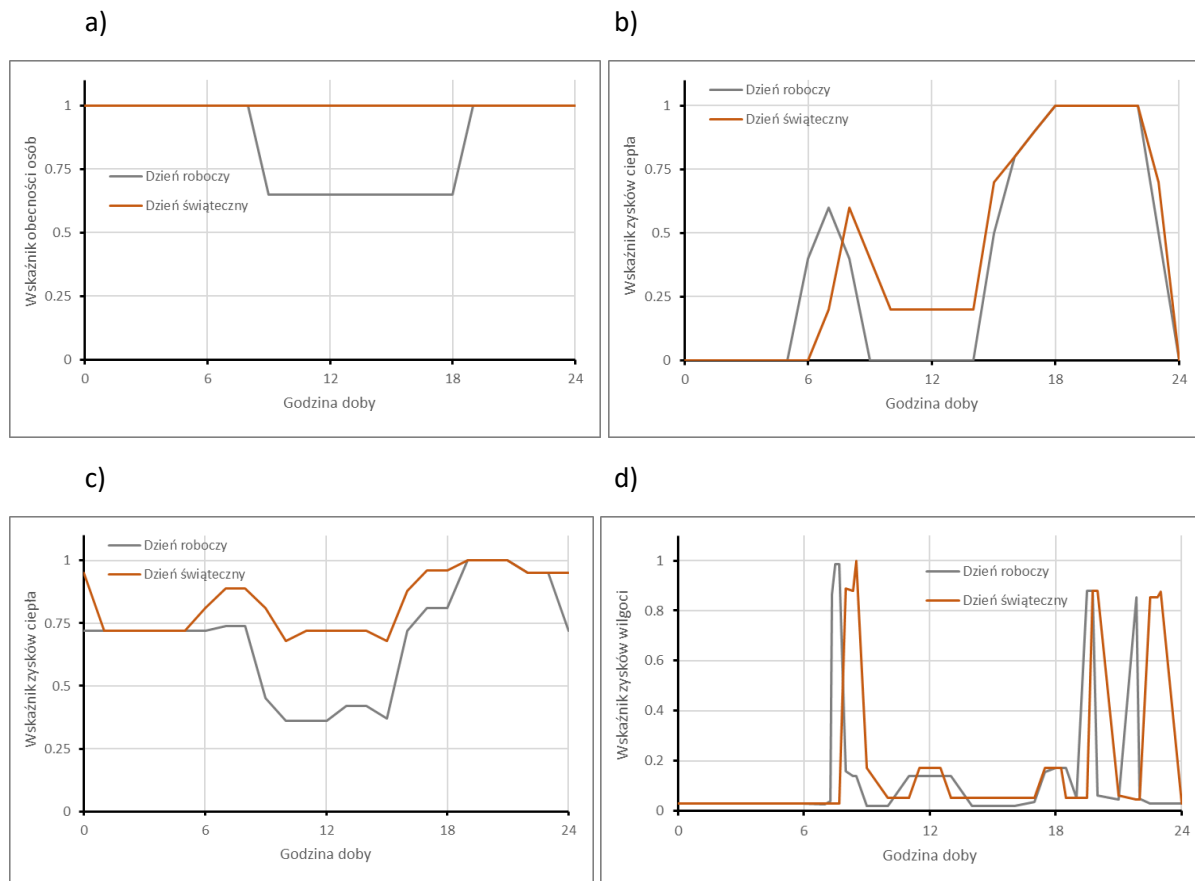 a)
1
0.75
0.5
0.25
0
0 6 12 18 24
Wskaźnik obecności osób
Dzień roboczy
Dzień świąteczny
Godzina doby
b)
1
0.75
0.5
0.25
0
0 6 12 18 24
Wskaźnik zysków ciepła
Dzień roboczy
Dzień świąteczny
Godzina doby
c)
1
0.75
0.5
0.25
0
0 6 12 18 24
Wskaźnik zysków ciepła
Dzień roboczy
Dzień świąteczny
Godzina doby
d)
1
0.8
0.6
0.4
0.2
0
0 6 12 18 24
Wskaźnik zysków wilgoci
Dzień roboczy
Dzień świąteczny
Godzina doby